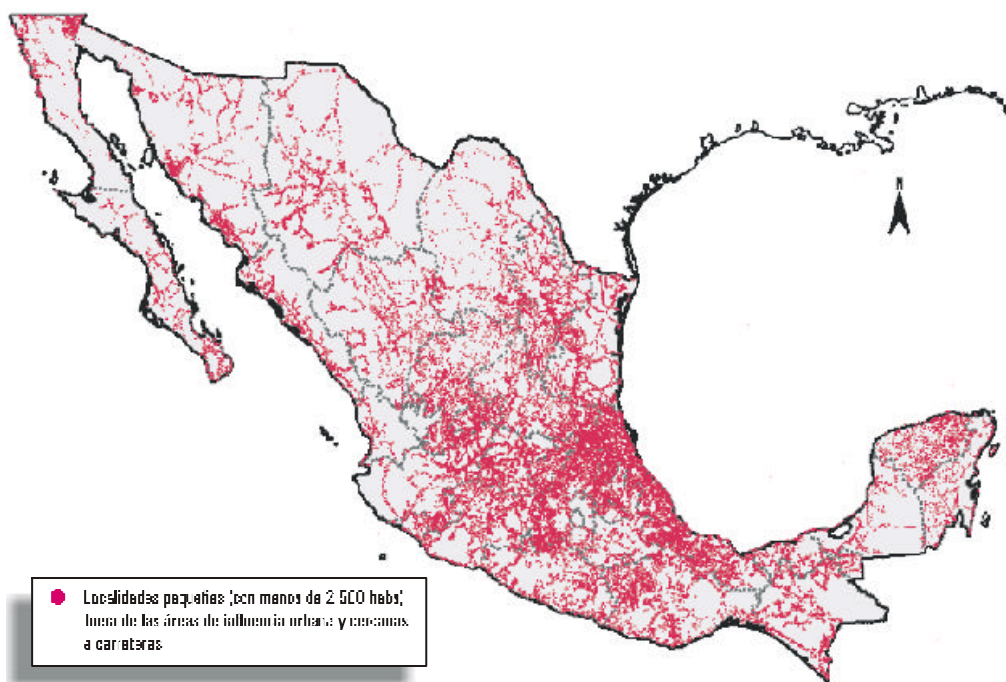 N
Localidades pequeñas (con menos de 2 500 habs)
fuera de las áreas de influencia urbana y cercanas
a carreteras